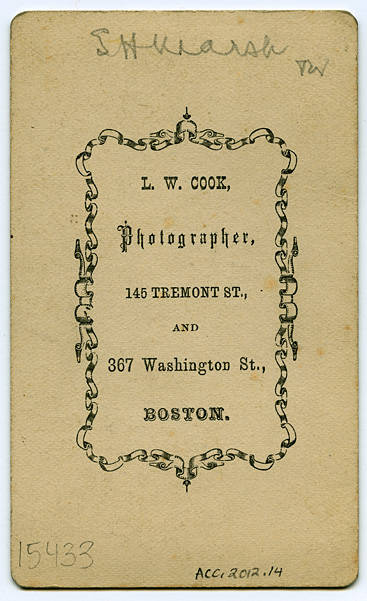 Marsh
L. W. COOK,
Photographer,
145 TREMONT ST.,
AND
367 Washington St.,
BOSTON.
15433
ACC. 2012.14